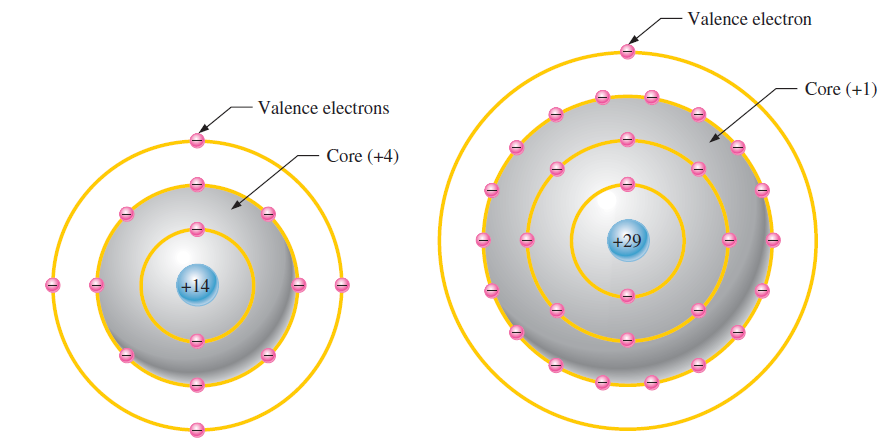 Valence electrons
Core (+4)
+14
Valence electron
Core (+1)
+29